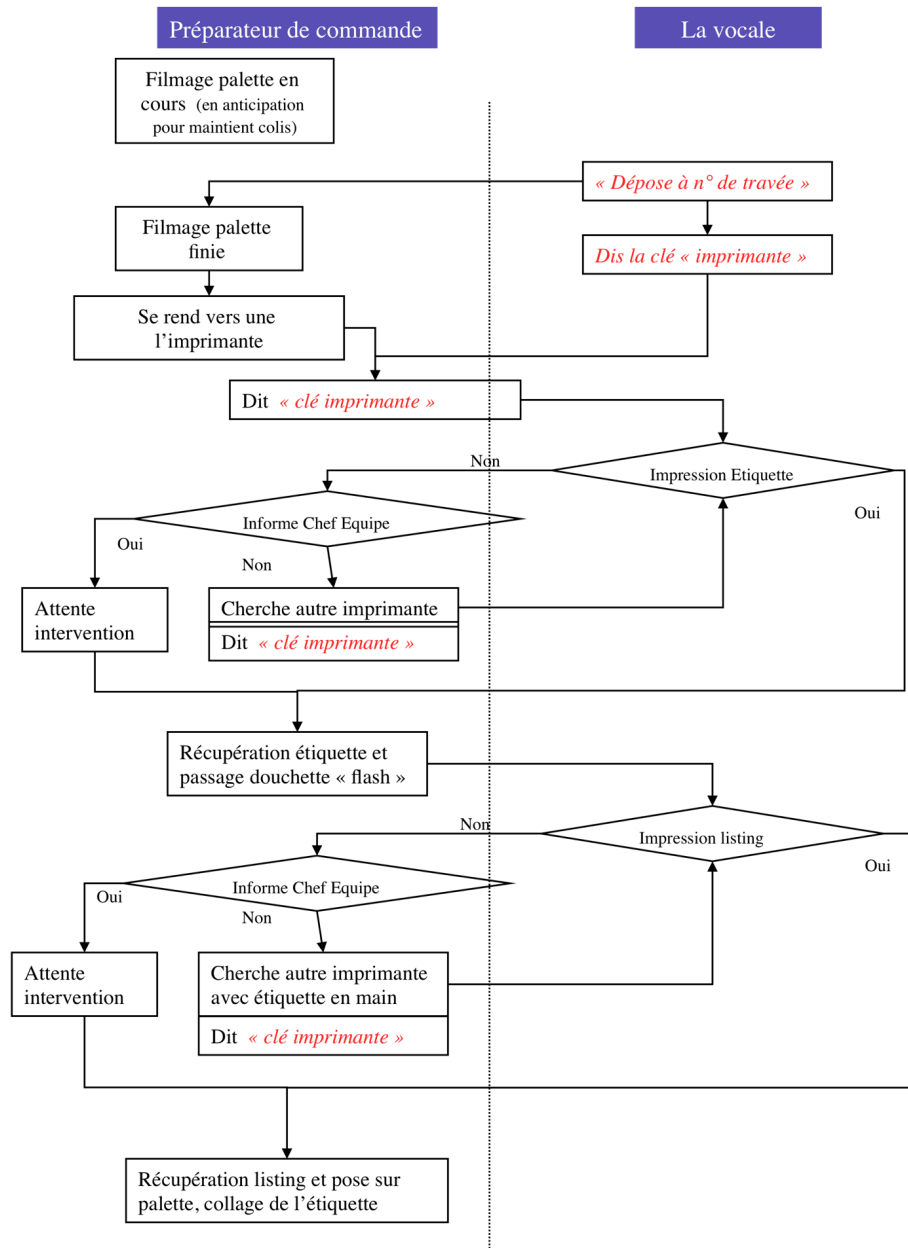 Préparateur de commande
La vocale
Filmage palette en
cours (en anticipation
pour maintient colis)
« Dépose à n° de travée »
Filmage palette
finie
Dis la clé « imprimante »
Se rend vers une
l’imprimante
Dit « clé imprimante »
Non
Impression Etiquette
Oui
Informe Chef Equipe
Oui
Non
Attente
intervention
Cherche autre imprimante
Dit « clé imprimante »
Récupération étiquette et
passage douchette « flash »
Non
Impression listing
Oui
Informe Chef Equipe
Oui
Non
Attente
intervention
Cherche autre imprimante
avec étiquette en main
Dit « clé imprimante »
Récupération listing et pose sur
palette, collage de l’étiquette